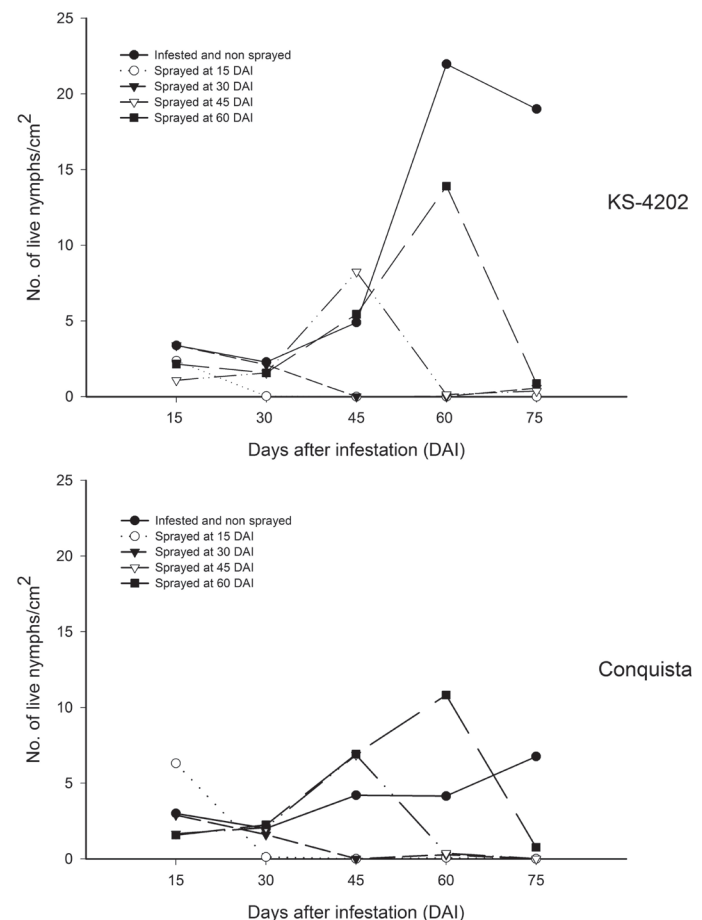 25
Infested and non sprayed
Sprayed at 15 DAI
Sprayed at 30 DAI
Sprayed at 45 DAI
Sprayed at 60 DAI
20
15
10
5
0
No. of live nymphs/cm2
KS-4202
15 30 45 60 75
Days after infestation (DAI)
25
Infested and non sprayed
Sprayed at 15 DAI
Sprayed at 30 DAI
Sprayed at 45 DAI
Sprayed at 60 DAI
20
15
10
5
0
No. of live nymphs/cm2
Conquista
15 30 45 60 75
Days after infestation (DAI)